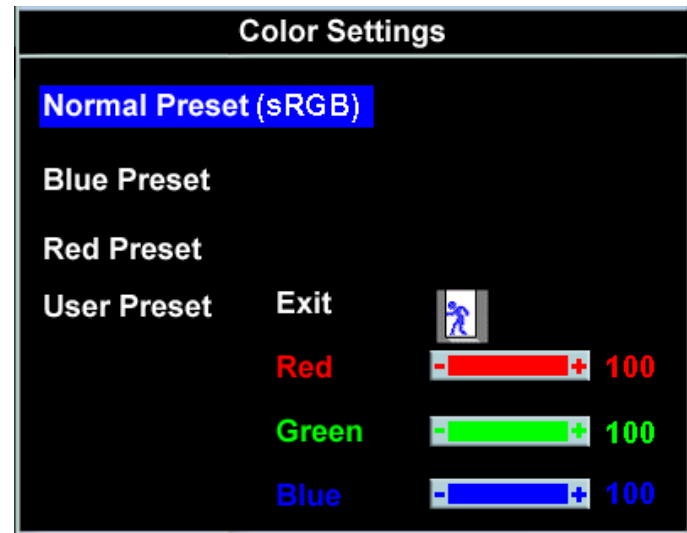 Color Settings
Normal Preset (sRGB)
Blue Preset
Red Preset
User Preset Exit
Red - + 100
Green - + 100
Blue - + 100